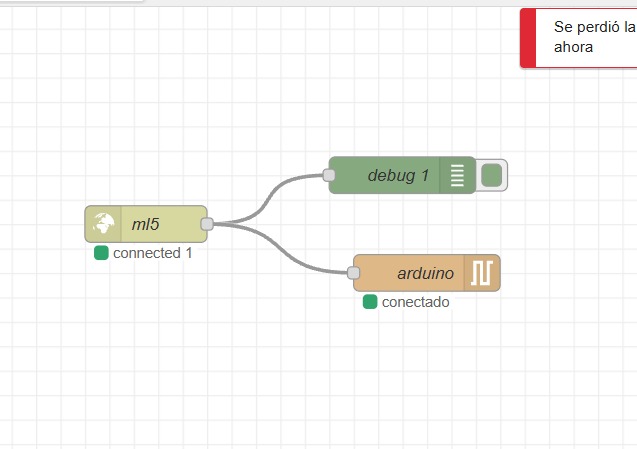 Se perdió la
ahora
debug 1
ml5
connected 1
arduino
conectado